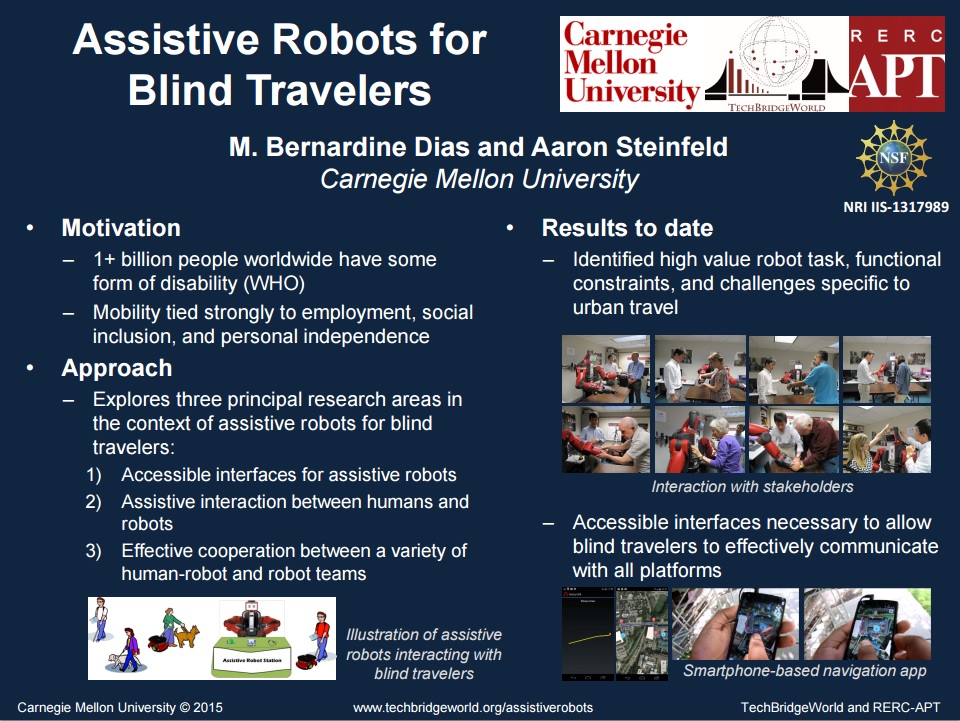 Assistive Robots for
Blind Travelers
Carnegie
Mellon
University
TECHBRIDGEWORLD
RERC
APT
M. Bernardine Dias and Aaron Steinfeld
Carnegie Mellon University
NSF
NRI IIS-1317989
• Motivation
– 1+ billion people worldwide have some
form of disability (WHO)
– Mobility tied strongly to employment, social
inclusion, and personal independence
• Approach
– Explores three principal research areas in
the context of assistive robots for blind
travelers:
1) Accessible interfaces for assistive robots
2) Assistive interaction between humans and
robots
3) Effective cooperation between a variety of
human-robot and robot teams
Assistive Robot Station
Illustration of assistive
robots interacting with
blind travelers
• Results to date
– Identified high value robot task, functional
constraints, and challenges specific to
urban travel
Interaction with stakeholders
– Accessible interfaces necessary to allow
blind travelers to effectively communicate
with all platforms
Smartphone-based navigation app
Carnegie Mellon University © 2015
www.techbridgeworld.org/assistiverobots
TechBridgeWorld and RERC-APT